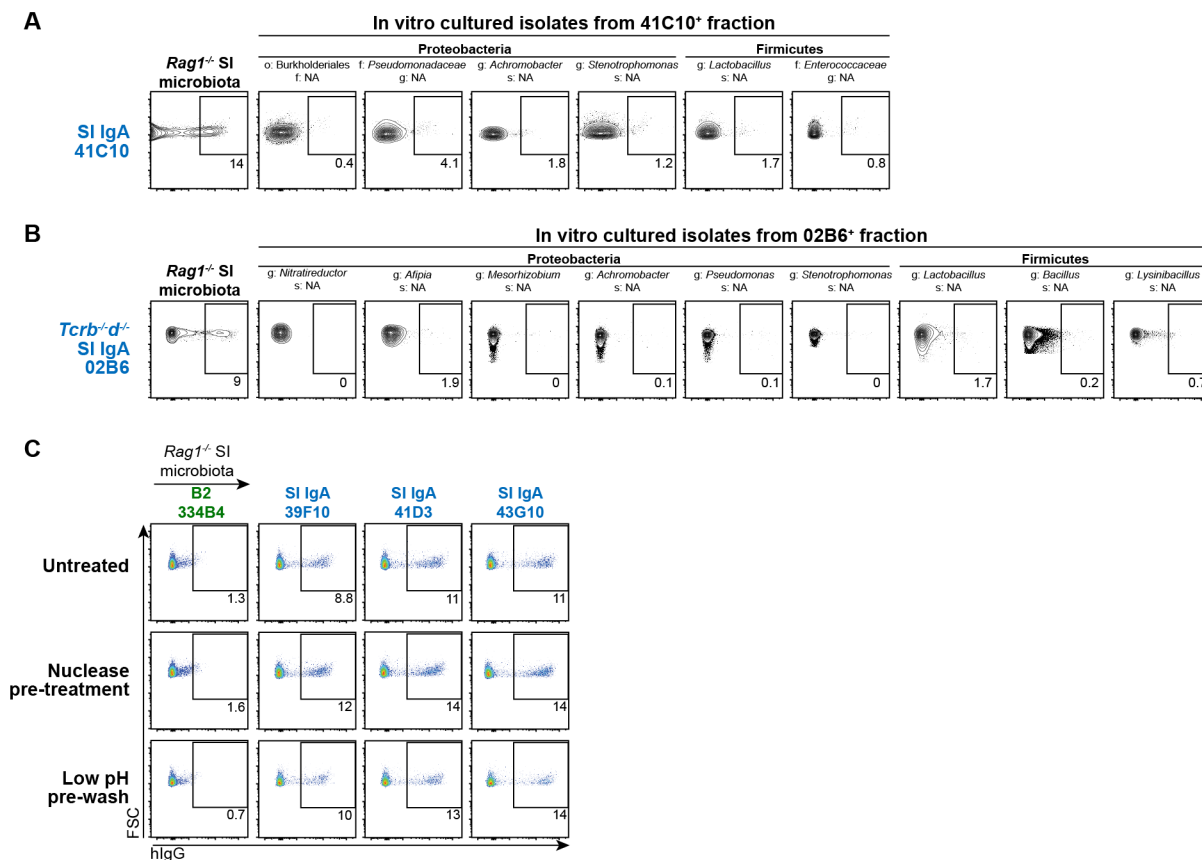 A
In vitro cultured isolates from 41C10⁺ fraction
Proteobacteria
Firmicutes
Rag1⁻/⁻ SI
microbiota
o: Burkholderiales
f: NA
f: Pseudomonadaceae
g: NA
g: Achromobacter
s: NA
g: Stenotrophomonas
s: NA
g: Lactobacillus
s: NA
f: Enterococcaceae
g: NA
SI IgA
41C10
14
0.4
4.1
1.8
1.2
1.7
0.8
B
In vitro cultured isolates from 02B6⁺ fraction
Proteobacteria
Firmicutes
Rag1⁻/⁻ SI
microbiota
g: Nitratireductor
s: NA
g: Afipia
s: NA
g: Mesorhizobium
s: NA
g: Achromobacter
s: NA
g: Pseudomonas
s: NA
g: Stenotrophomonas
s: NA
g: Lactobacillus
s: NA
g: Bacillus
s: NA
g: Lysinibacillus
s: NA
Tcrb⁻/⁻d⁻/⁻
SI IgA
02B6
9
0
1.9
0
0.1
0.1
0
1.7
0.2
0.7
C
Rag1⁻/⁻ SI
microbiota
B2
334B4
SI IgA
39F10
SI IgA
41D3
SI IgA
43G10
Untreated
1.3
8.8
11
11
Nuclease
pre-treatment
1.6
12
14
14
Low pH
pre-wash
0.7
10
13
14
FSC
hIgG